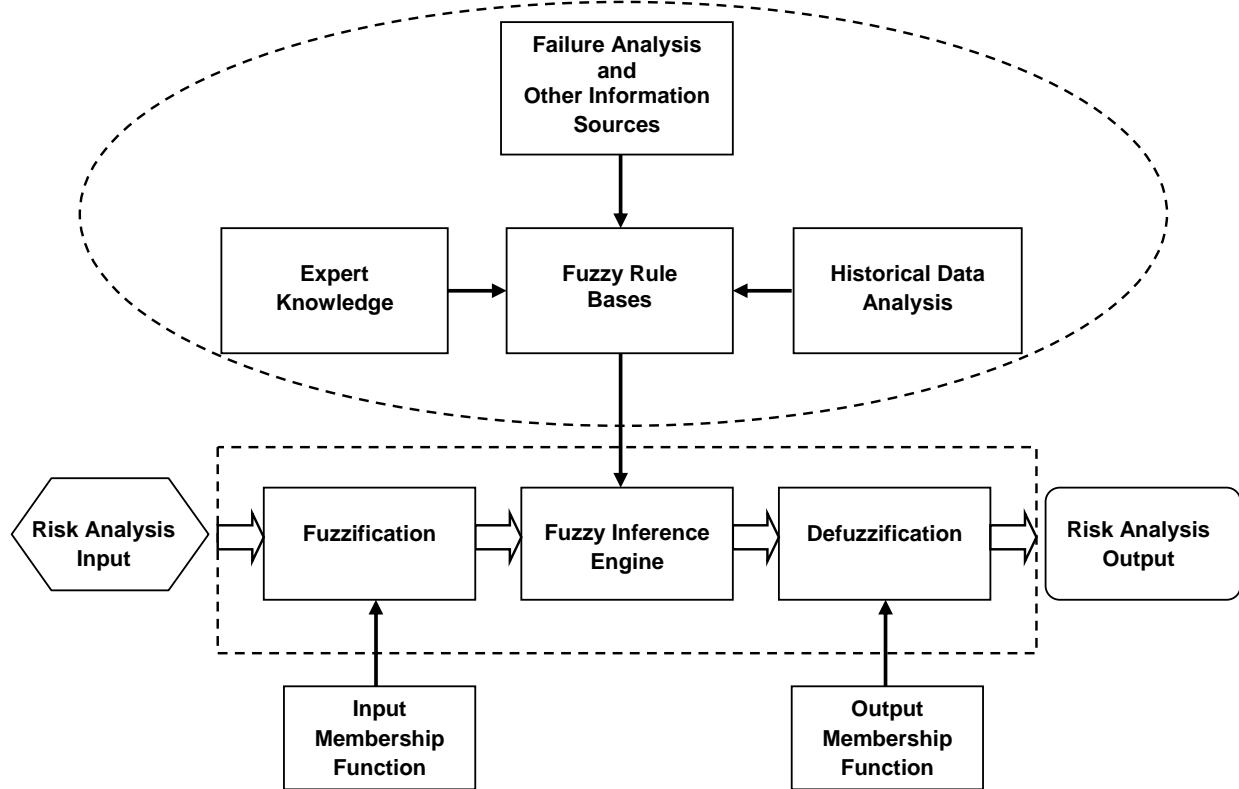 Failure Analysis
and
Other Information
Sources
Expert
Knowledge
Fuzzy Rule
Bases
Historical Data
Analysis
Risk Analysis
Input
Fuzzification
Fuzzy Inference
Engine
Defuzzification
Risk Analysis
Output
Input
Membership
Function
Output
Membership
Function